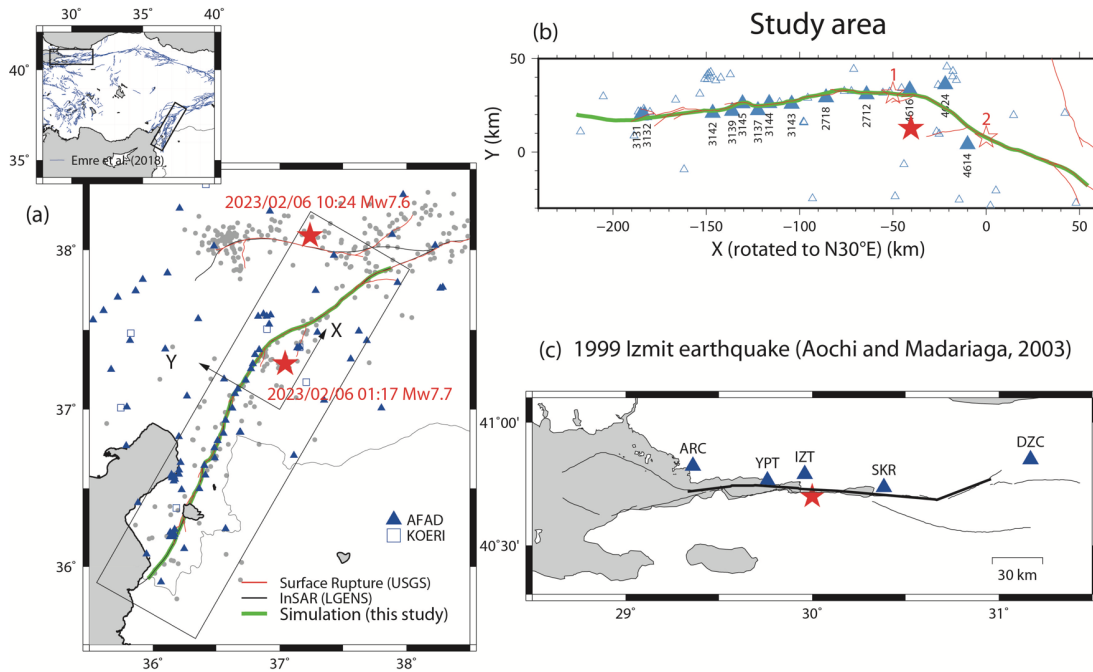 30°
35°
40°
40°
35°
Emre et al. (2018)
(a)
2023/02/06 10:24 Mw7.6
38°
37°
36°
X
Y
2023/02/06 01:17 Mw7.7
AFAD
KOERI
Surface Rupture (USGS)
InSAR (LGENS)
Simulation (this study)
36°
37°
38°
(b)
Study area
50
0
Y (km)
1
2
3131
3132
3142
3139
3145
3137
3144
3143
2718
2712
4616
4624
4614
−200
−150
−100
−50
0
50
X (rotated to N30°E) (km)
(c) 1999 Izmit earthquake (Aochi and Madariaga, 2003)
41°00'
40°30'
ARC
YPT
IZT
SKR
DZC
30 km
29°
30°
31°